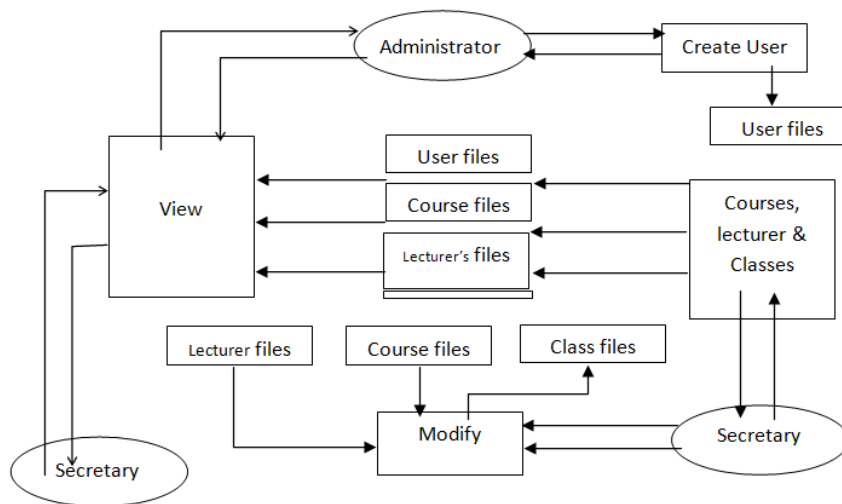 Administrator
Create User
User files
User files
View
Course files
Courses,
lecturer &
Classes
Lecturer's files
Lecturer files
Course files
Class files
Modify
Secretary
Secretary